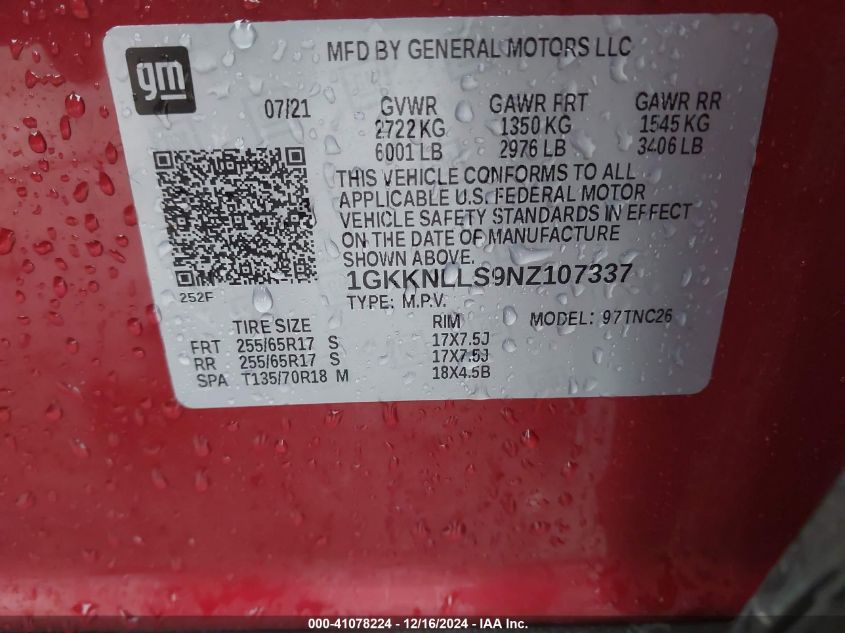 gm
MFD BY GENERAL MOTORS LLC
07/21 GVWR GAWR FRT GAWR RR
2722 KG 1350 KG 1545 KG
6001 LB 2976 LB 3406 LB
THIS VEHICLE CONFORMS TO ALL
APPLICABLE U.S. FEDERAL MOTOR
VEHICLE SAFETY STANDARDS IN EFFECT
ON THE DATE OF MANUFACTURE
SHOWN ABOVE.
252F
1GKKNLLS9NZ107337
TYPE: M.P.V. MODEL: 97TNC26
TIRE SIZE RIM
FRT 255/65R17 S 17X7.5J
RR 255/65R17 S 17X7.5J
SPA T135/70R18 M 18X4.5B
000-41078224 - 12/16/2024 - IAA Inc.